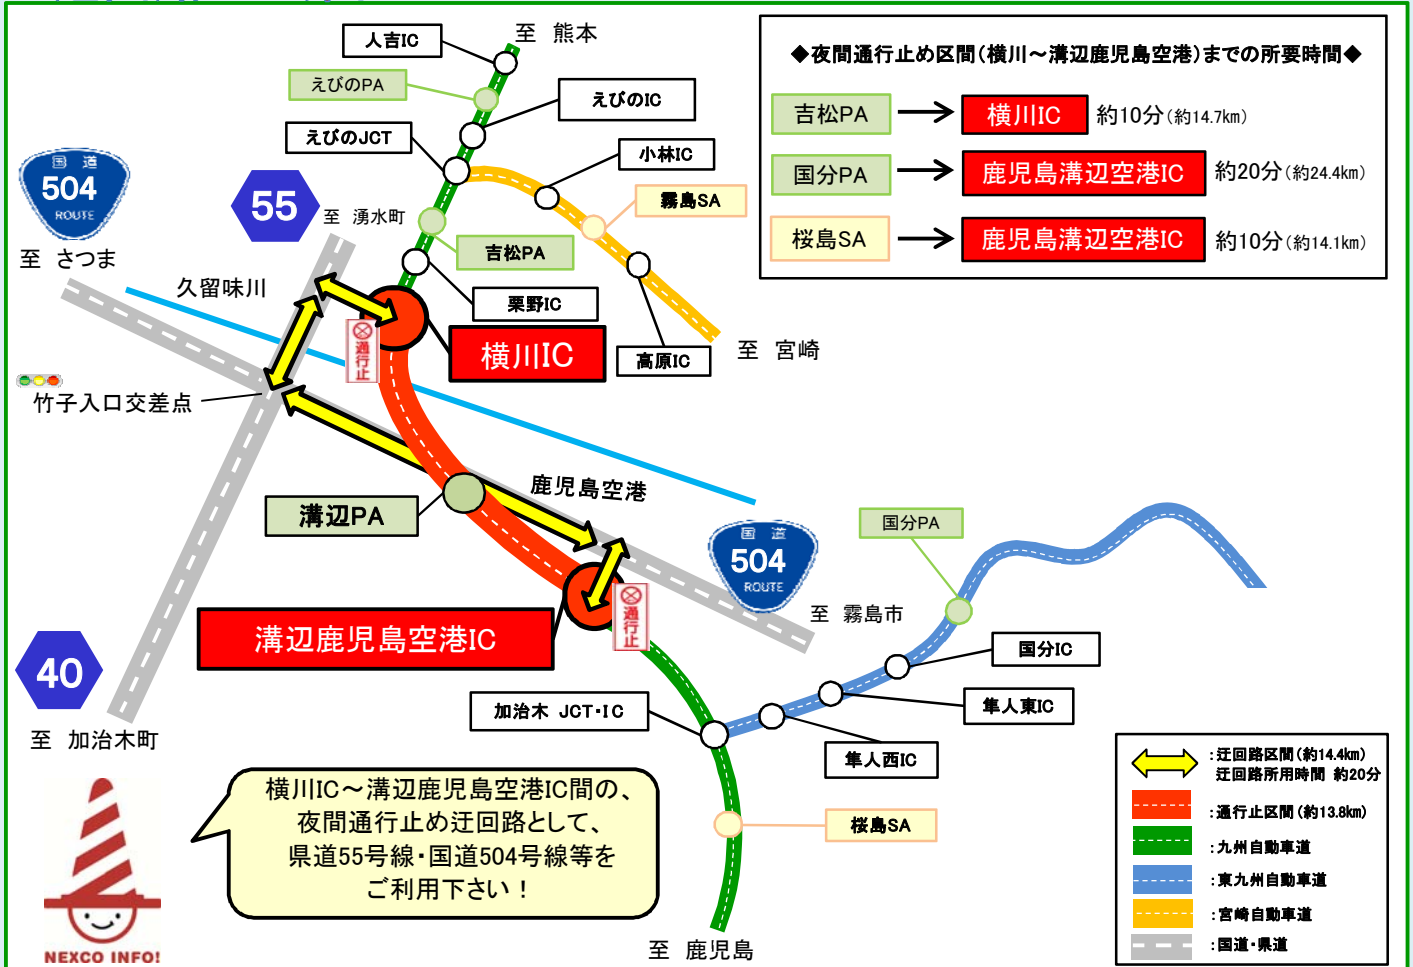 至 熊本
人吉IC
えびのPA
えびのIC
えびのJCT
小林IC
霧島SA
吉松PA
栗野IC
高原IC
至 宮崎
国道
504
ROUTE
至 さつま
55
至 湧水町
久留味川
横川IC
通行止
竹子入口交差点
鹿児島空港
溝辺PA
溝辺鹿児島空港IC
通行止
国道
504
ROUTE
至 霧島市
国分PA
国分IC
隼人東IC
隼人西IC
加治木 JCT・IC
桜島SA
至 鹿児島
40
至 加治木町
◆夜間通行止め区間(横川～溝辺鹿児島空港)までの所要時間◆
吉松PA 横川IC 約10分(約14.7km)
国分PA 鹿児島溝辺空港IC 約20分(約24.4km)
桜島SA 鹿児島溝辺空港IC 約10分(約14.1km)
横川IC～溝辺鹿児島空港IC間の、
夜間通行止め迂回路として、
県道55号線・国道504号線等を
ご利用下さい！
NEXCO INFO!
：迂回路区間(約14.4km)
迂回路所用時間 約20分
：通行止区間(約13.8km)
：九州自動車道
：東九州自動車道
：宮崎自動車道
：国道・県道